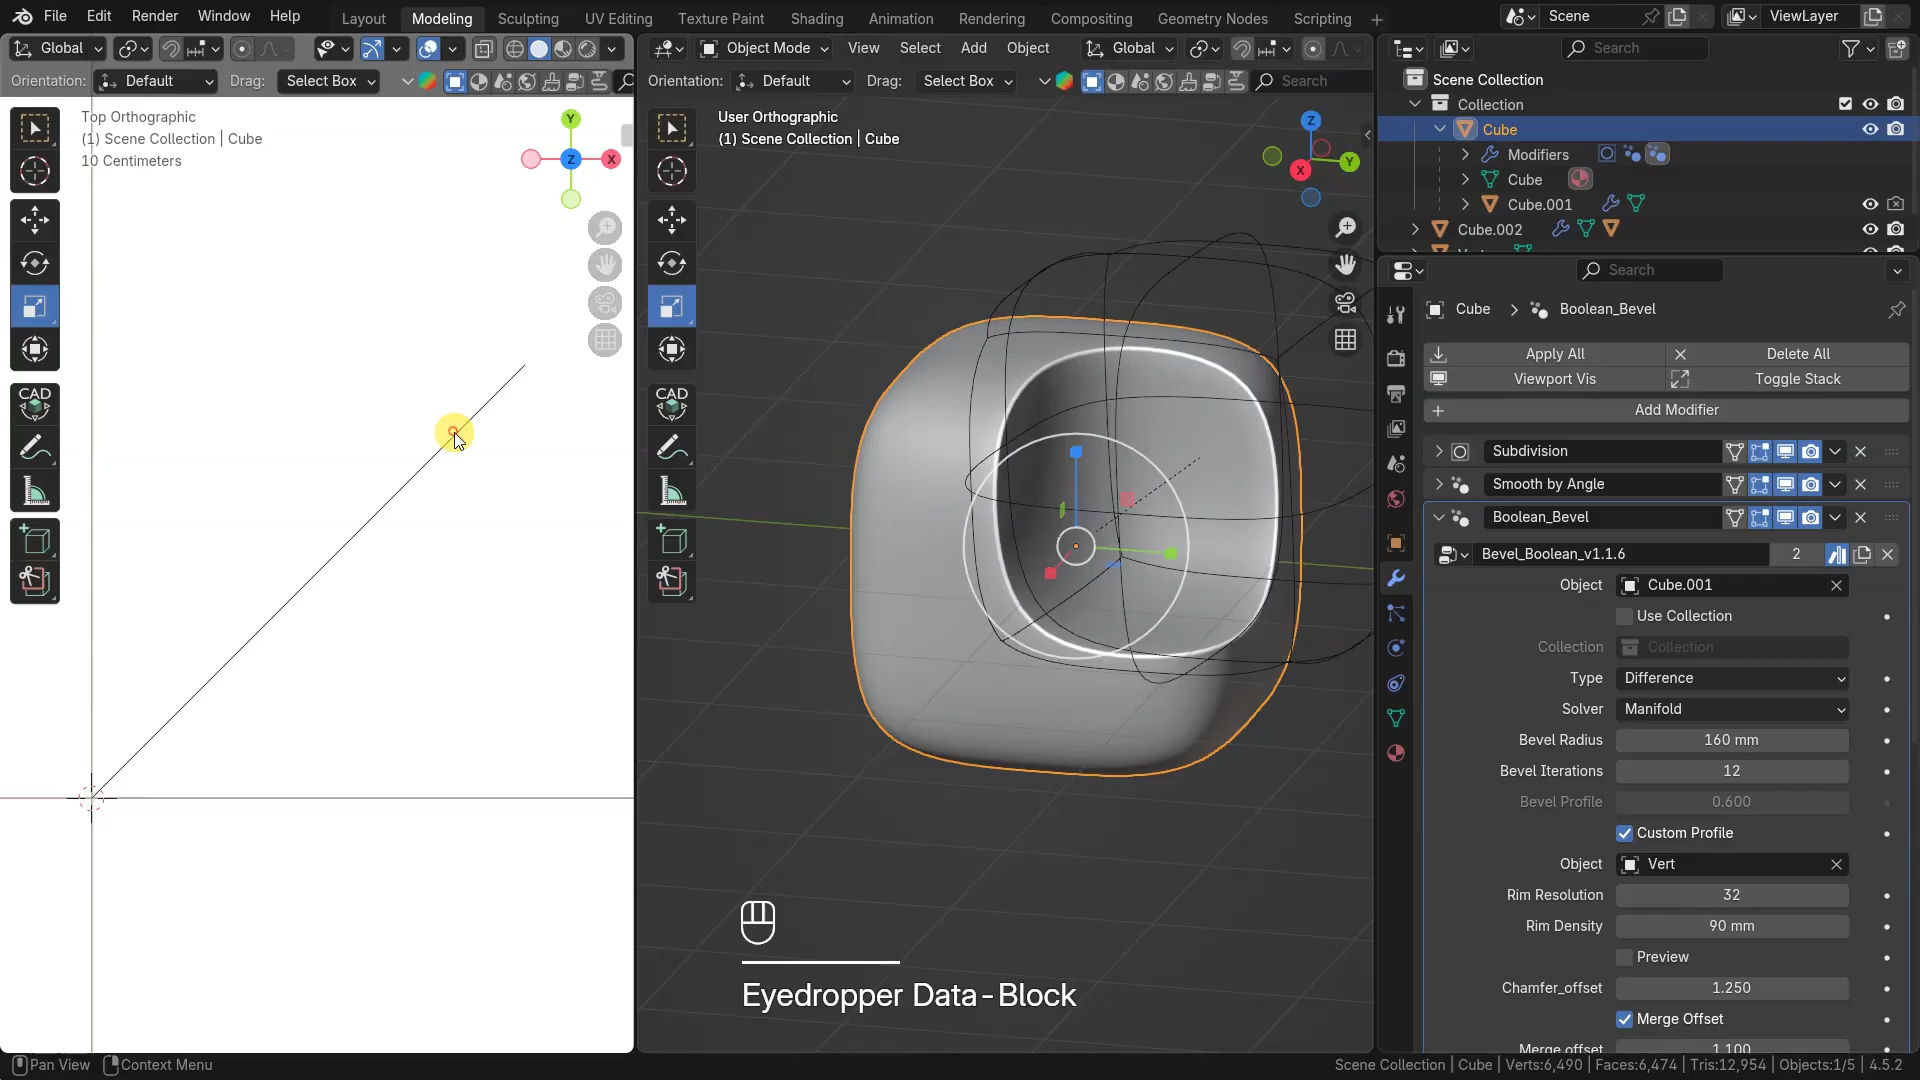 File Edit Render Window Help Layout Modeling Sculpting UV Editing Texture Paint Shading Animation Rendering Compositing Geometry Nodes Scripting + Scene ViewLayer
Global Object Mode View Select Add Object Global Search
Orientation: Default Drag: Select Box Orientation: Default Drag: Select Box Search
Top Orthographic
(1) Scene Collection | Cube
10 Centimeters
Y
Z
X
CAD
User Orthographic
(1) Scene Collection | Cube
Z
Y
X
CAD
Eyedropper Data-Block
Scene Collection
Collection
Cube
Modifiers
Cube
Cube.001
Cube.002
Search
Cube > Boolean_Bevel
Apply All Delete All
Viewport Vis Toggle Stack
Add Modifier
Subdivision
Smooth by Angle
Boolean_Bevel
Bevel_Boolean_v1.1.6 2
Object Cube.001
Use Collection
Collection Collection
Type Difference
Solver Manifold
Bevel Radius 160 mm
Bevel Iterations 12
Bevel Profile 0.600
Custom Profile
Object Vert
Rim Resolution 32
Rim Density 90 mm
Preview
Chamfer_offset 1.250
Merge Offset
Merge offset 1.100
Pan View Context Menu
Scene Collection | Cube | Verts:6,490 | Faces:6,474 | Tris:12,954 | Objects:1/5 | 4.5.2